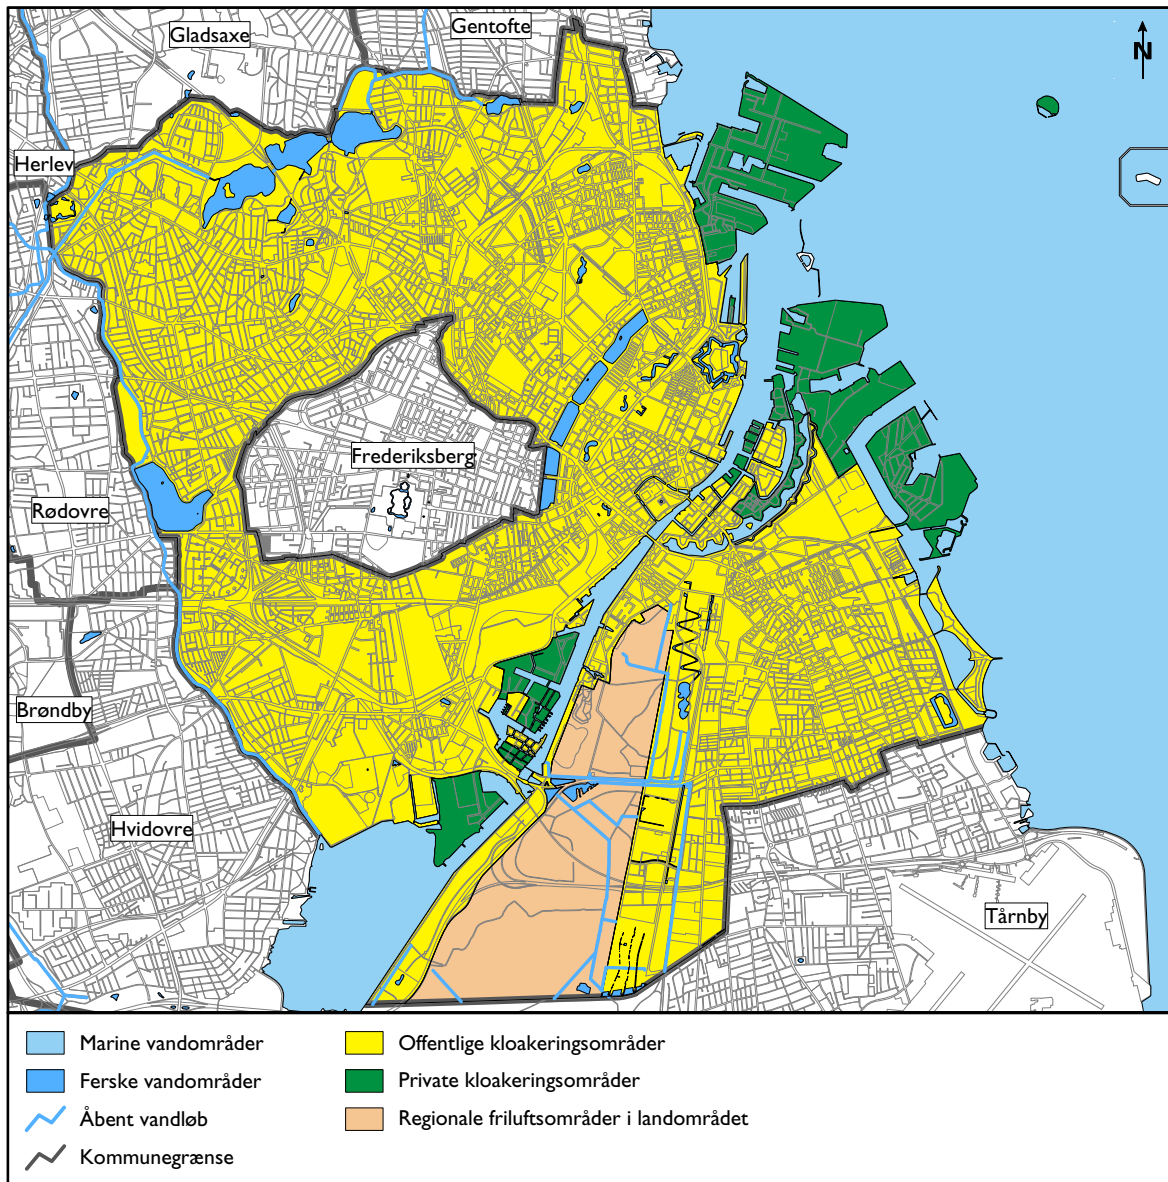 Gentofte
Gladsaxe
N
Herlev
Frederiksberg
Rødovre
Brøndby
Hvidovre
Tårnby
Marine vandområder
Ferske vandområder
Åbent vandløb
Kommunegrænse
Offentlige kloakeringsområder
Private kloakeringsområder
Regionale friluftsområder i landområdet